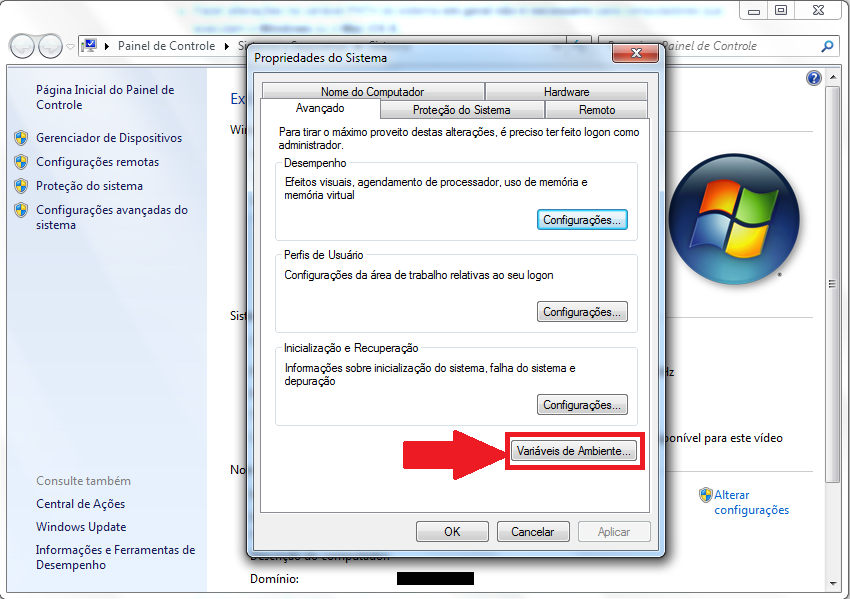 Painel de Controle
Painel de Controle
Página Inicial do Painel de
Controle
Gerenciador de Dispositivos
Configurações remotas
Proteção do sistema
Configurações avançadas do
sistema
Consulte também
Central de Ações
Windows Update
Informações e Ferramentas de
Desempenho
Propriedades do Sistema
Nome do Computador
Hardware
Avançado
Proteção do Sistema
Remoto
Para tirar o máximo proveito destas alterações, é preciso ter feito logon como
administrador.
Desempenho
Efeitos visuais, agendamento de processador, uso de memória e
memória virtual
Configurações...
Perfis de Usuário
Configurações da área de trabalho relativas ao seu logon
Configurações...
Inicialização e Recuperação
Informações sobre inicialização do sistema, falha do sistema e
depuração
Configurações...
Variáveis de Ambiente...
OK
Cancelar
Aplicar
Ex
Win
Sist
Hz
ponível para este vídeo
No
Alterar
configurações
Domínio: